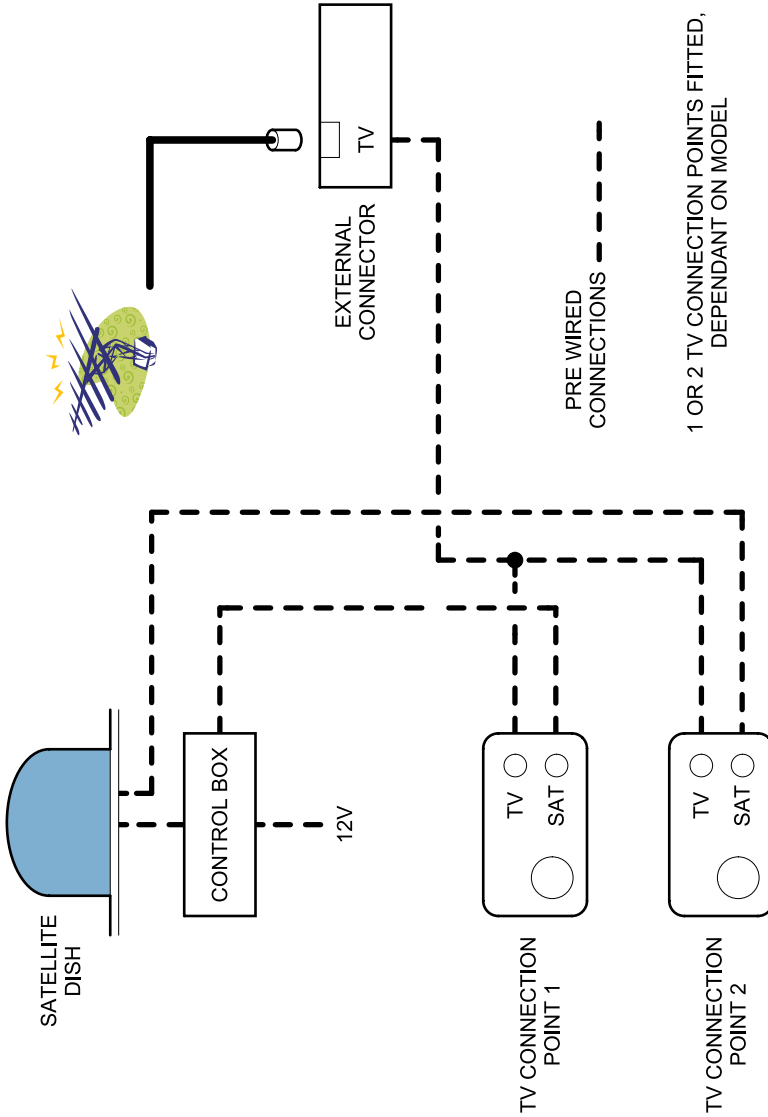 SATELLITE
DISH
CONTROL BOX
12V
TV CONNECTION
POINT 1
TV
SAT
TV CONNECTION
POINT 2
TV
SAT
EXTERNAL
CONNECTOR
TV
PRE WIRED
CONNECTIONS
1 OR 2 TV CONNECTION POINTS FITTED,
DEPENDANT ON MODEL